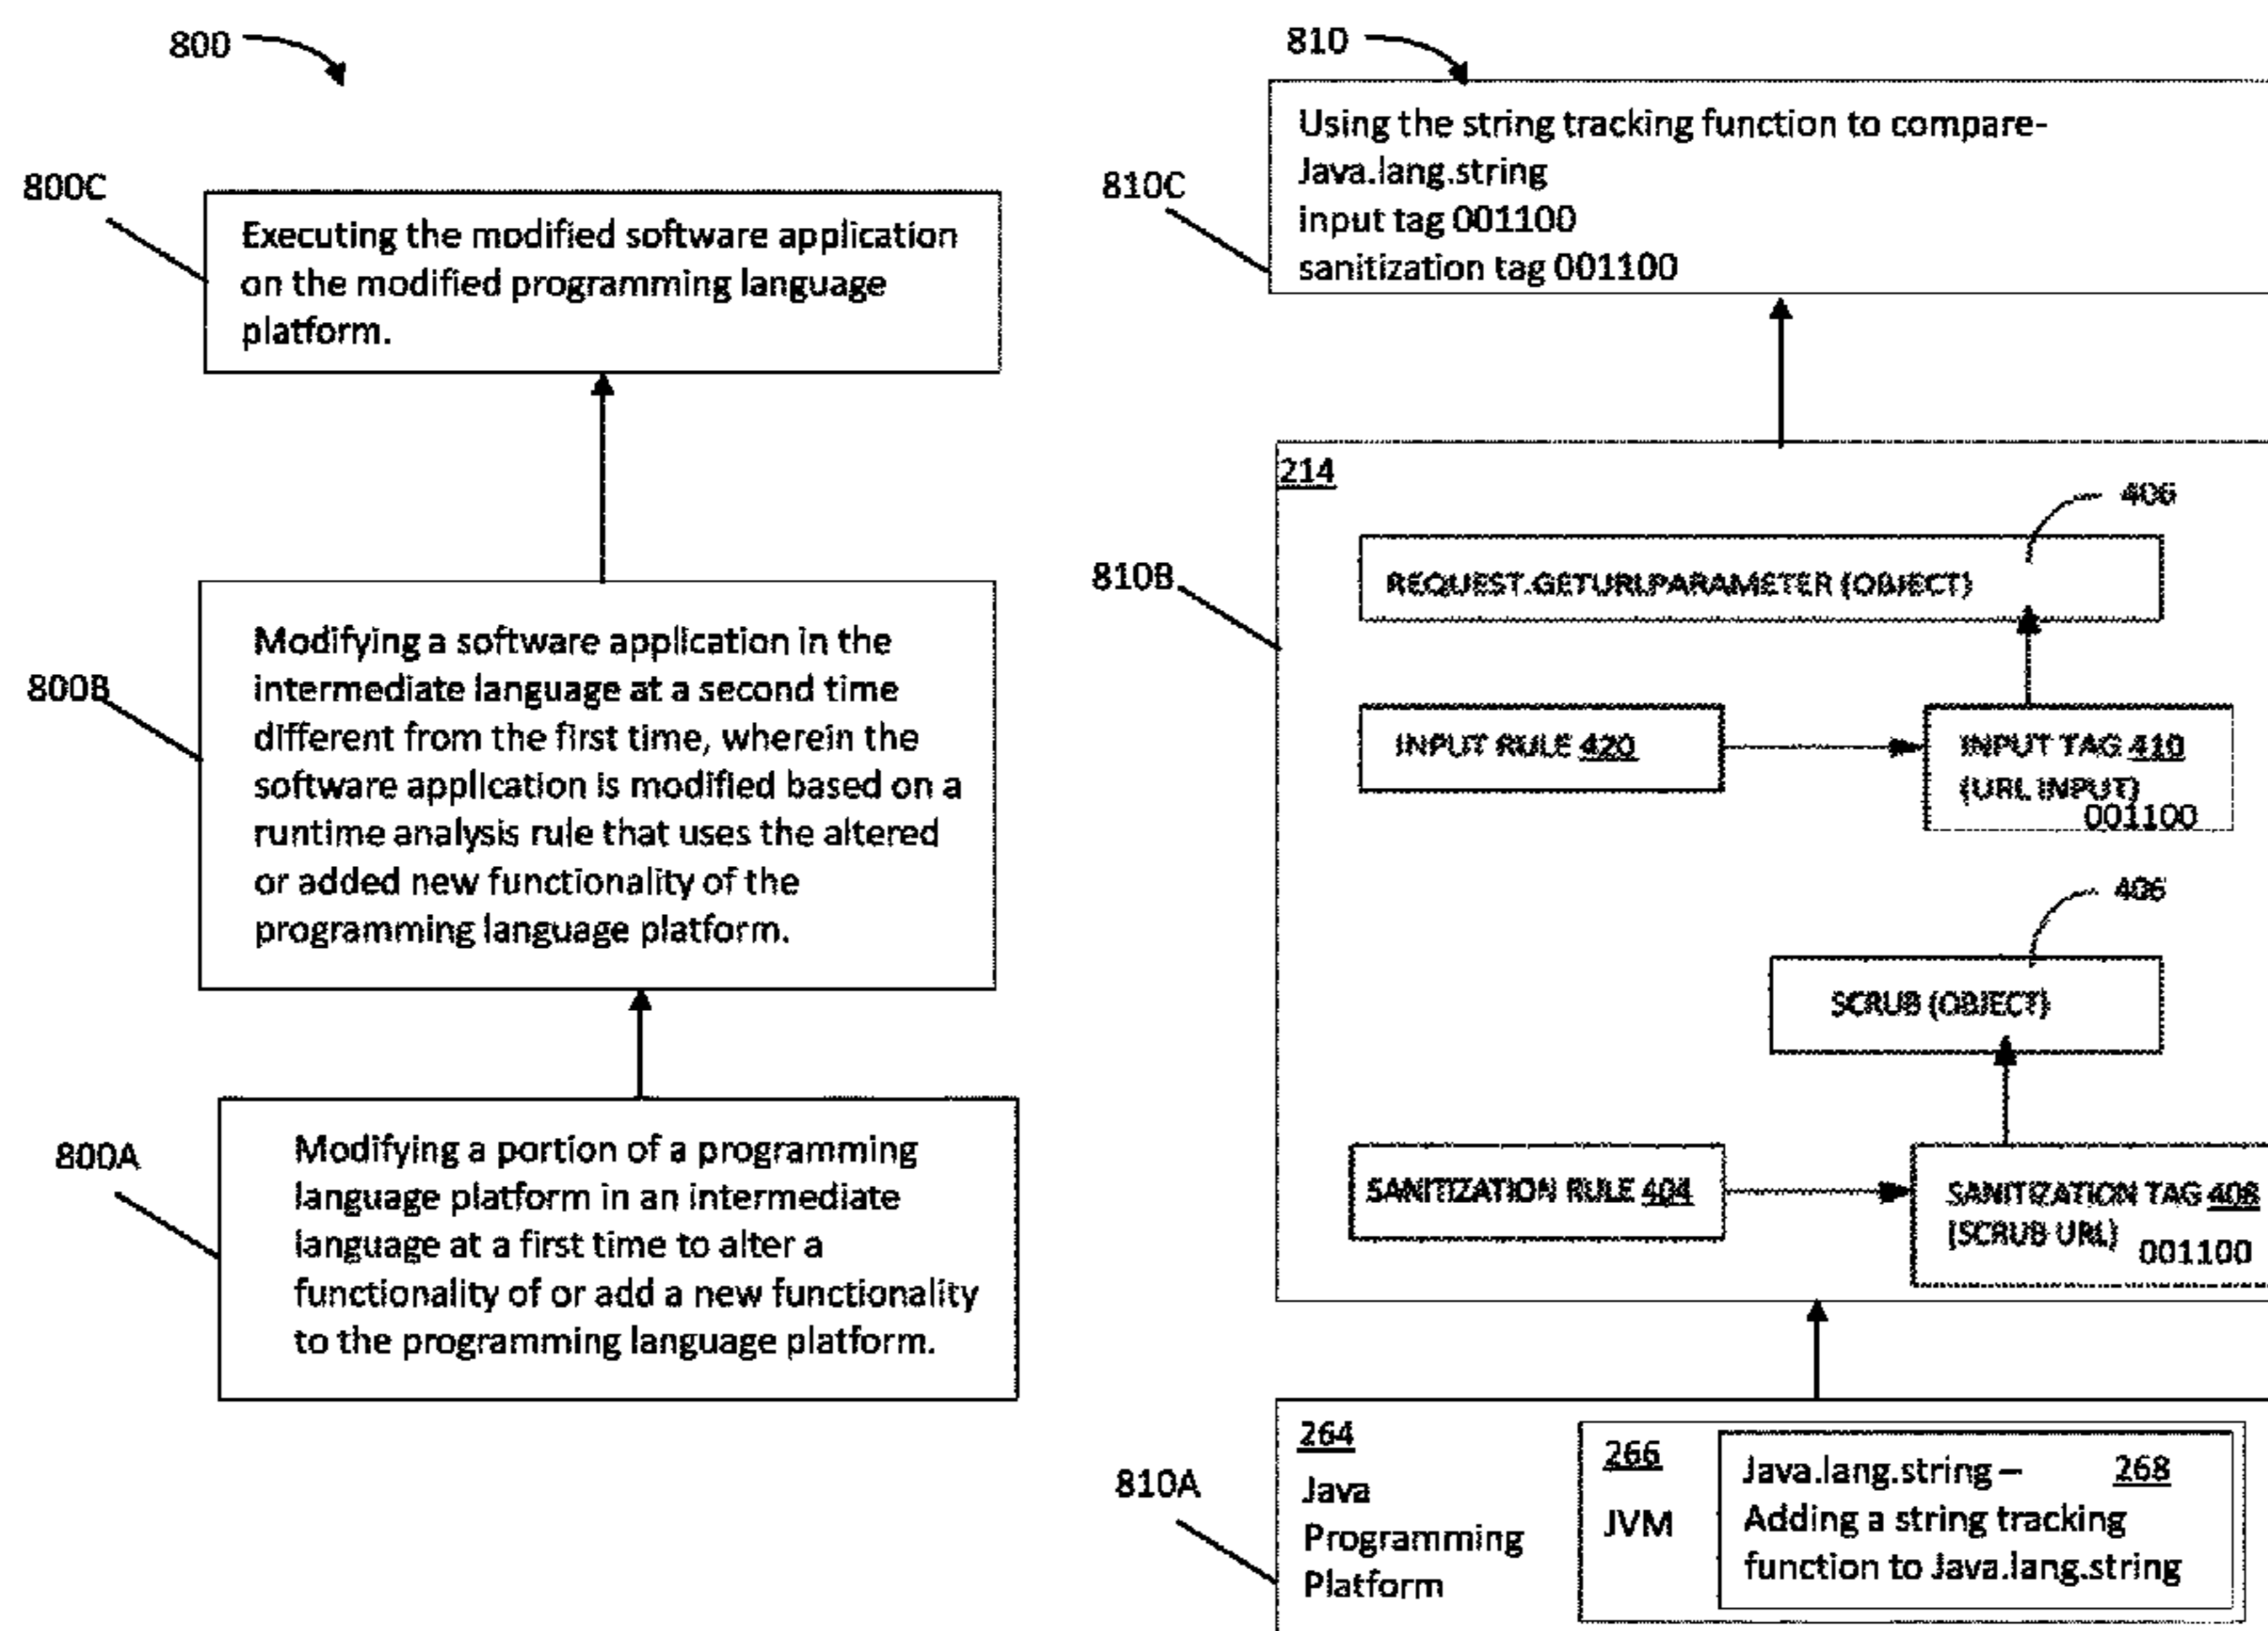 800
800C
Executing the modified software application
on the modified programming language
platform.
800B
Modifying a software application in the
intermediate language at a second time
different from the first time, wherein the
software application is modified based on a
runtime analysis rule that uses the altered
or added new functionality of the
programming language platform.
800A
Modifying a portion of a programming
language platform in an intermediate
language at a first time to alter a
functionality of or add a new functionality
to the programming language platform.
810
810C
Using the string tracking function to compare-
Java.lang.string
input tag 001100
sanitization tag 001100
810B
214
406
REQUEST.GETURLPARAMETER (OBJECT)
INPUT RULE 420
INPUT TAG 410
(URL INPUT)
001100
406
SCRUB (OBJECT)
SANITIZATION RULE 404
SANITIZATION TAG 408
(SCRUB URL)
001100
810A
264
Java
Programming
Platform
266
JVM
Java.lang.string – 268
Adding a string tracking
function to Java.lang.string